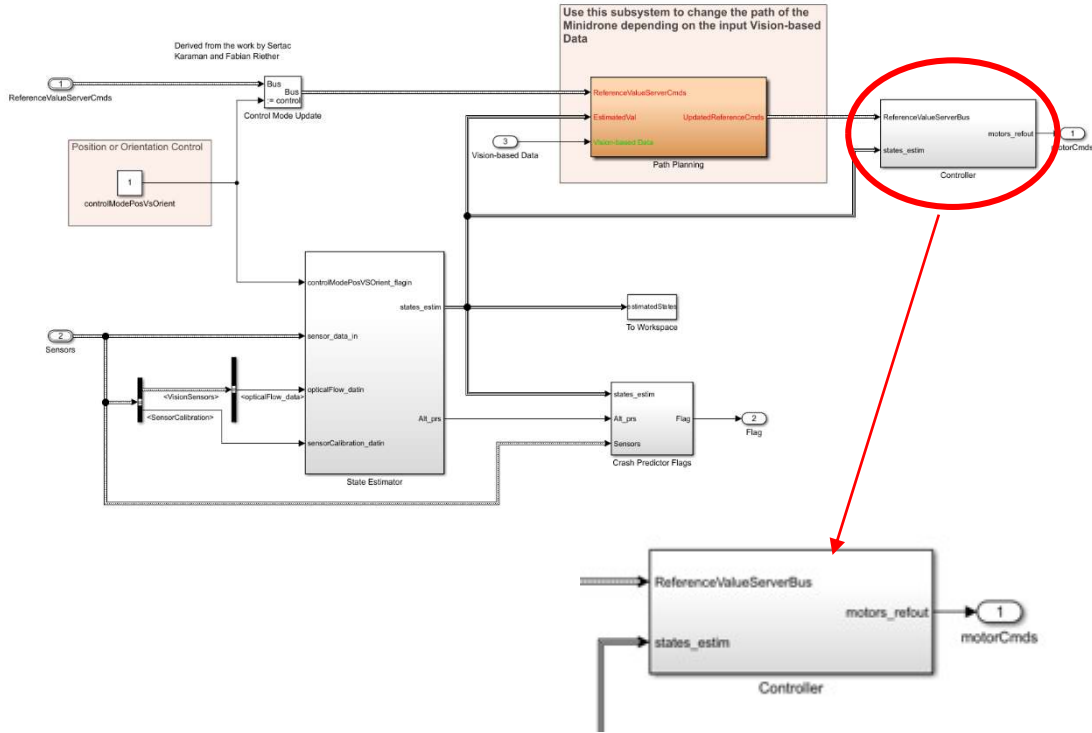 Use this subsystem to change the path of the
Minidrone depending on the input Vision-based
Data
Derived from the work by Sertac
Karaman and Fabian Riether
1
ReferenceValueServerCmds
Bus
Bus
:= control
Control Mode Update
ReferenceValueServerCmds
EstimatedVal
UpdatedReferenceCmds
Vision-based Data
Path Planning
3
Vision-based Data
ReferenceValueServerBus
motors_refout
states_estim
Controller
1
motorCmds
Position or Orientation Control
1
controlModePosVsOrient
controlModePosVSOrient_flagin
states_estim
sensor_data_in
opticalFlow_datin
Alt_prs
sensorCalibration_datin
State Estimator
2
Sensors
<VisionSensors>
<opticalFlow_data>
<SensorCalibration>
estimatedStates
To Workspace
states_estim
Alt_prs
Flag
Sensors
Crash Predictor Flags
2
Flag
ReferenceValueServerBus
motors_refout
states_estim
Controller
1
motorCmds